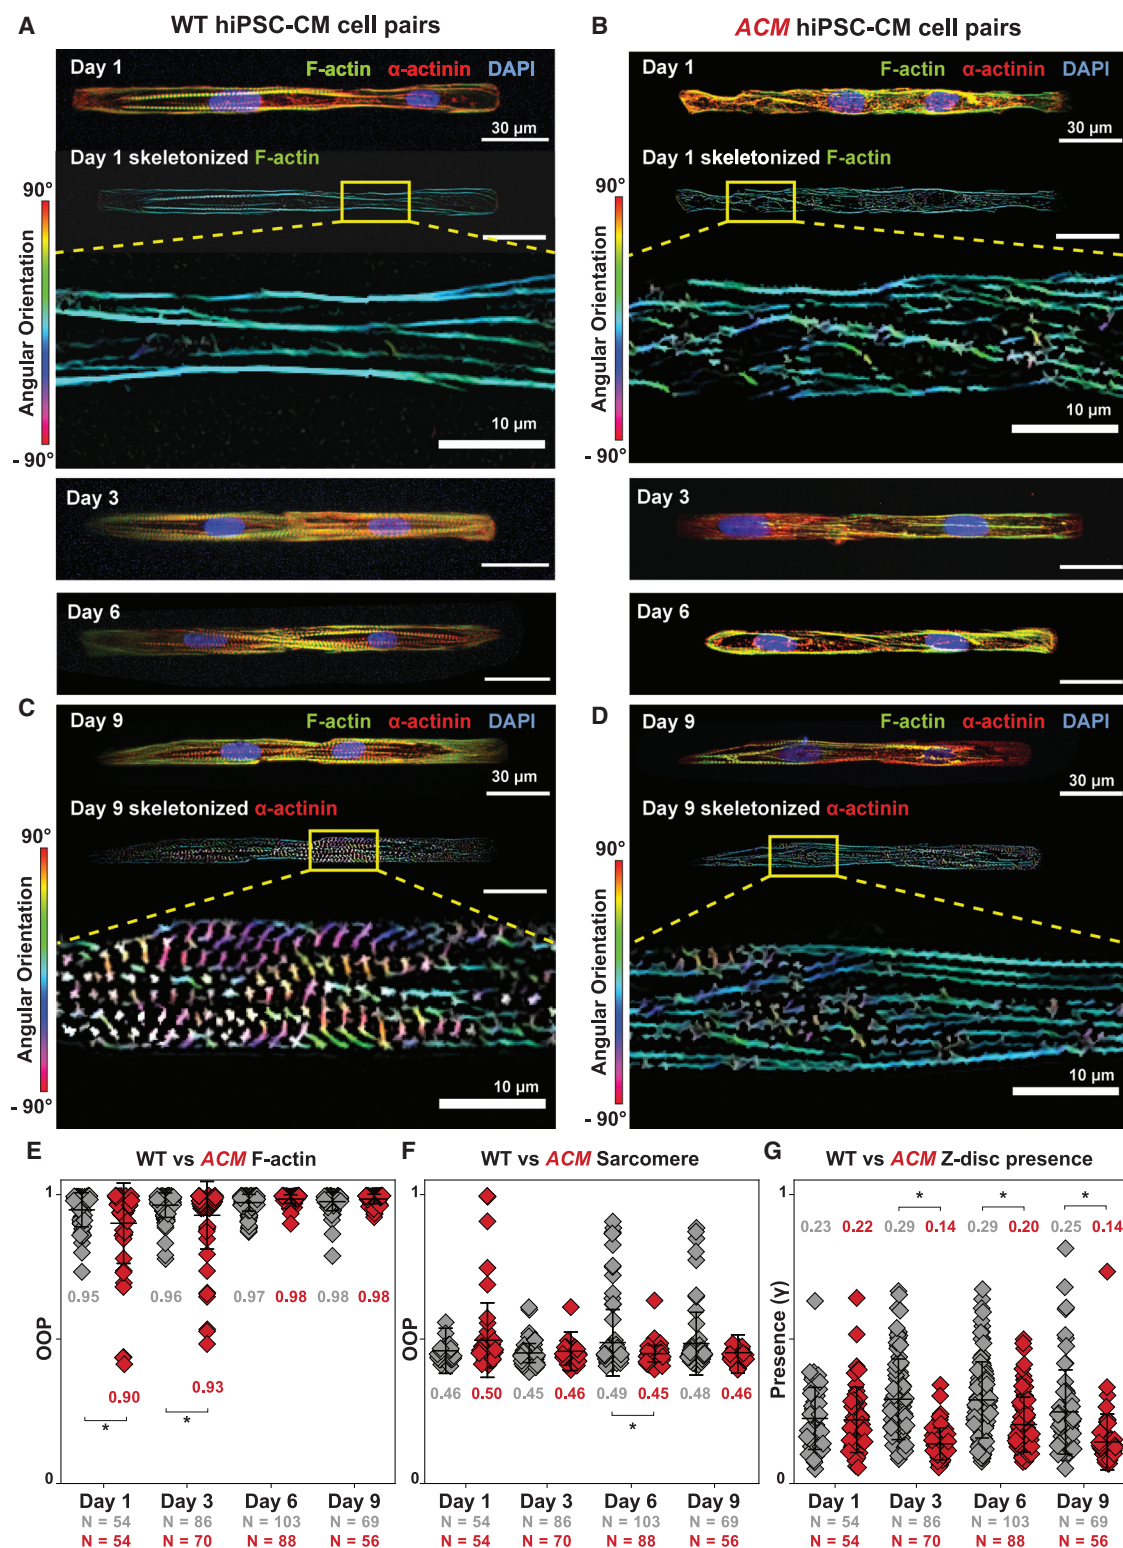 A WT hiPSC-CM cell pairs
Day 1 F-actin α-actinin DAPI
30 µm
Day 1 skeletonized F-actin
90°
Angular Orientation
- 90°
10 µm
Day 3
Day 6
B ACM hiPSC-CM cell pairs
Day 1 F-actin α-actinin DAPI
30 µm
Day 1 skeletonized F-actin
90°
Angular Orientation
- 90°
10 µm
Day 3
Day 6
C Day 9 F-actin α-actinin DAPI
30 µm
Day 9 skeletonized α-actinin
90°
Angular Orientation
- 90°
10 µm
D Day 9 F-actin α-actinin DAPI
30 µm
Day 9 skeletonized α-actinin
90°
Angular Orientation
- 90°
10 µm
E WT vs ACM F-actin
1
OOP
0
0.95 0.96 0.97 0.98 0.98 0.98
0.90 0.93
* *
Day 1 Day 3 Day 6 Day 9
N = 54 N = 86 N = 103 N = 69
N = 54 N = 70 N = 88 N = 56
F WT vs ACM Sarcomere
1
OOP
0
0.46 0.50 0.45 0.46 0.49 0.45 0.48 0.46
*
Day 1 Day 3 Day 6 Day 9
N = 54 N = 86 N = 103 N = 69
N = 54 N = 70 N = 88 N = 56
G WT vs ACM Z-disc presence
1
Presence (γ)
0
* * *
0.23 0.22 0.29 0.14 0.29 0.20 0.25 0.14
Day 1 Day 3 Day 6 Day 9
N = 54 N = 86 N = 103 N = 69
N = 54 N = 70 N = 88 N = 56